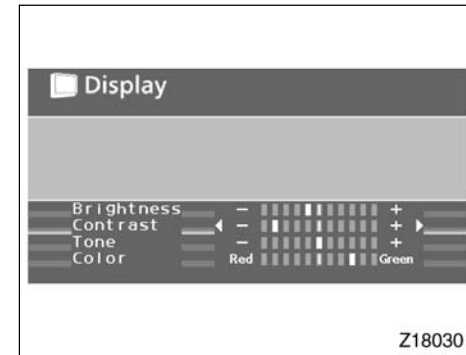 Display
Brightness − +
Contrast − +
Tone − +
Color Red Green
Z18030